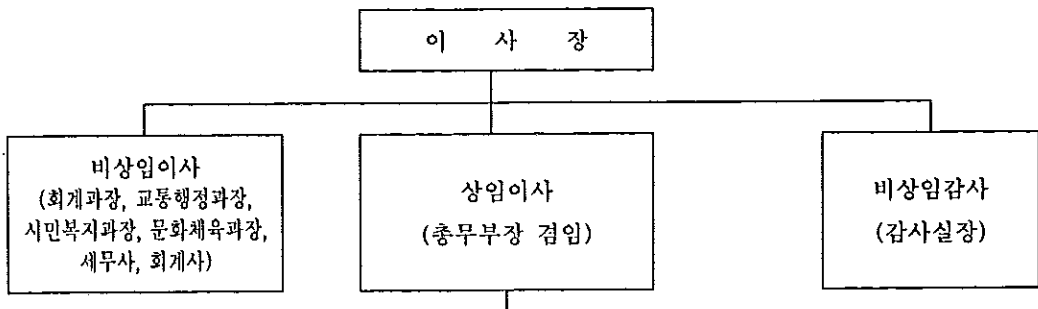 이 사 장
비상임이사
(회계과장, 교통행정과장,
시민복지과장, 문화체육과장,
세무사, 회계사)
상임이사
(총무부장 겸임)
비상임감사
(감사실장)